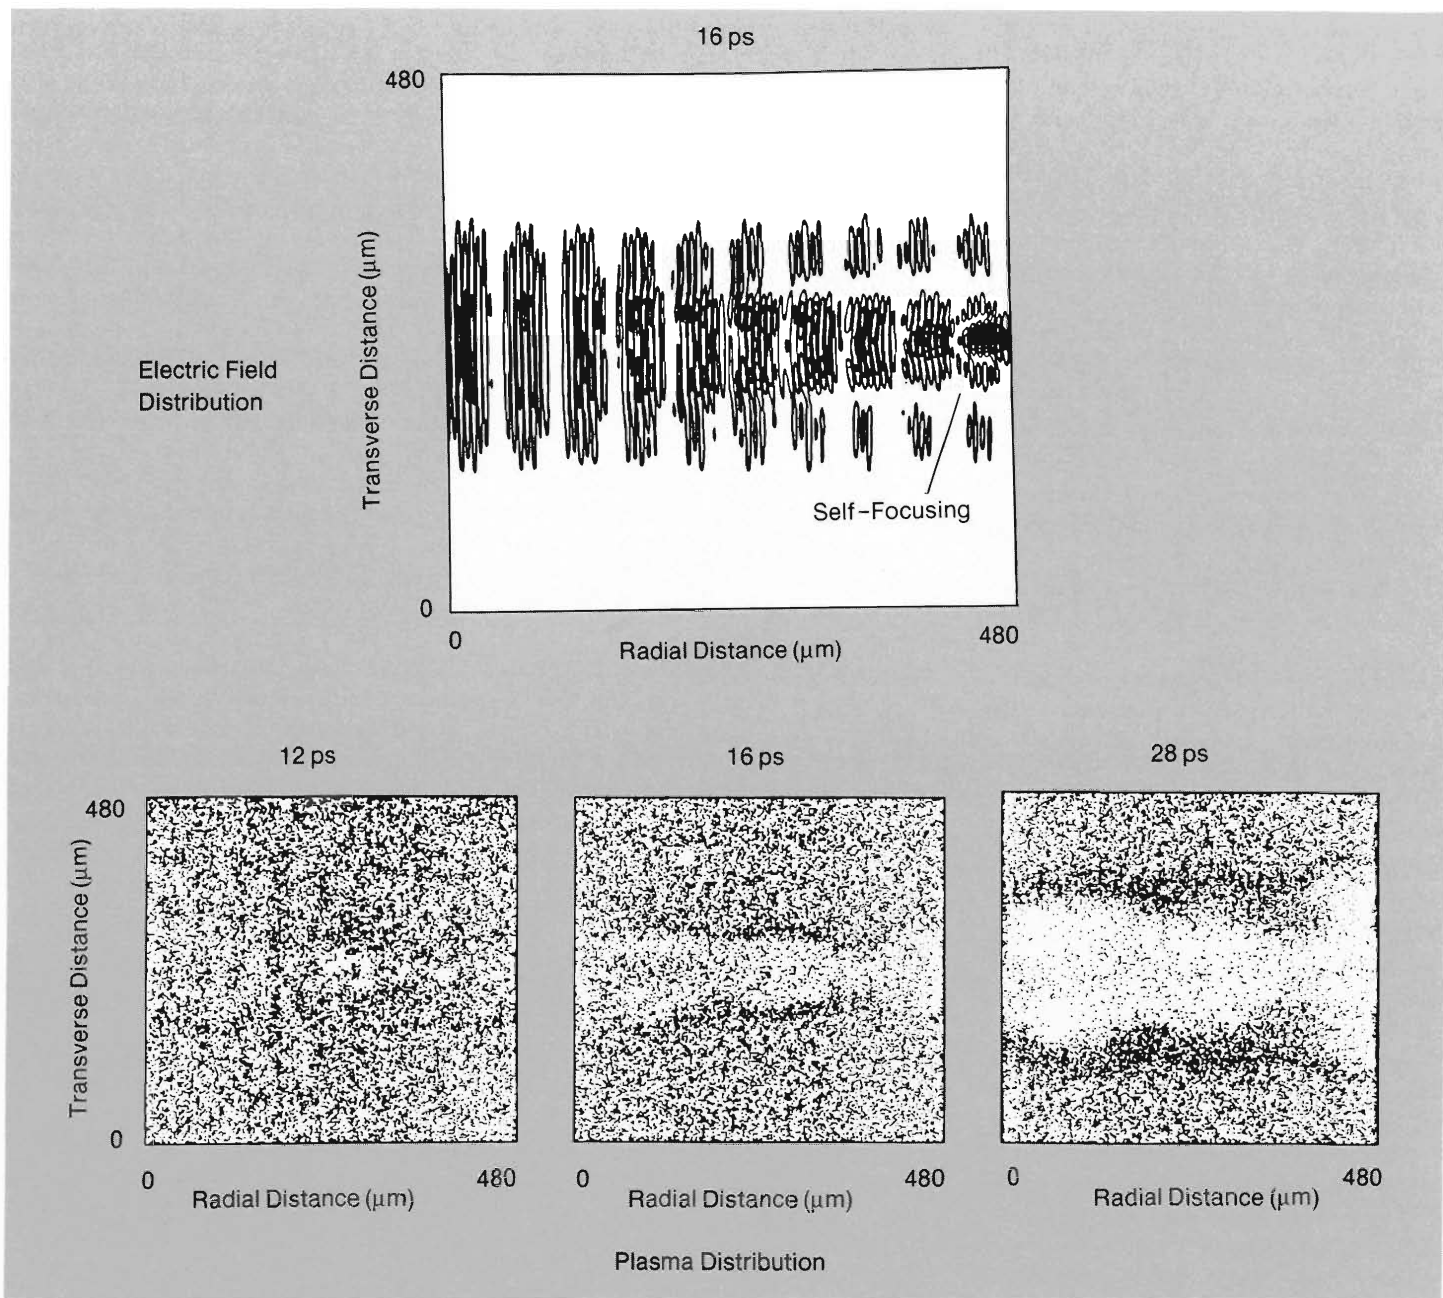 16 ps
480
Transverse Distance (μm)
Electric Field
Distribution
Self-Focusing
0
0
480
Radial Distance (μm)
12 ps
16 ps
28 ps
480
Transverse Distance (μm)
0
0
480
0
480
0
480
Radial Distance (μm)
Radial Distance (μm)
Radial Distance (μm)
Plasma Distribution